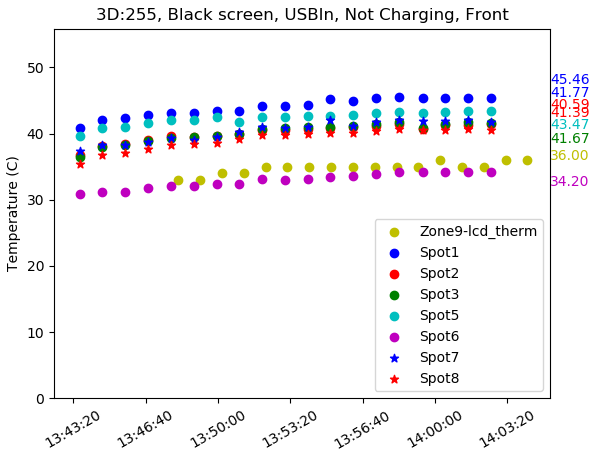 3D:255, Black screen, USBIn, Not Charging, Front
Temperature (C)
50
40
30
20
10
0
45.46
41.77
40.59
41.39
43.47
41.67
36.00
34.20
Zone9-lcd_therm
Spot1
Spot2
Spot3
Spot5
Spot6
Spot7
Spot8
13:43:20
13:46:40
13:50:00
13:53:20
13:56:40
14:00:00
14:03:20